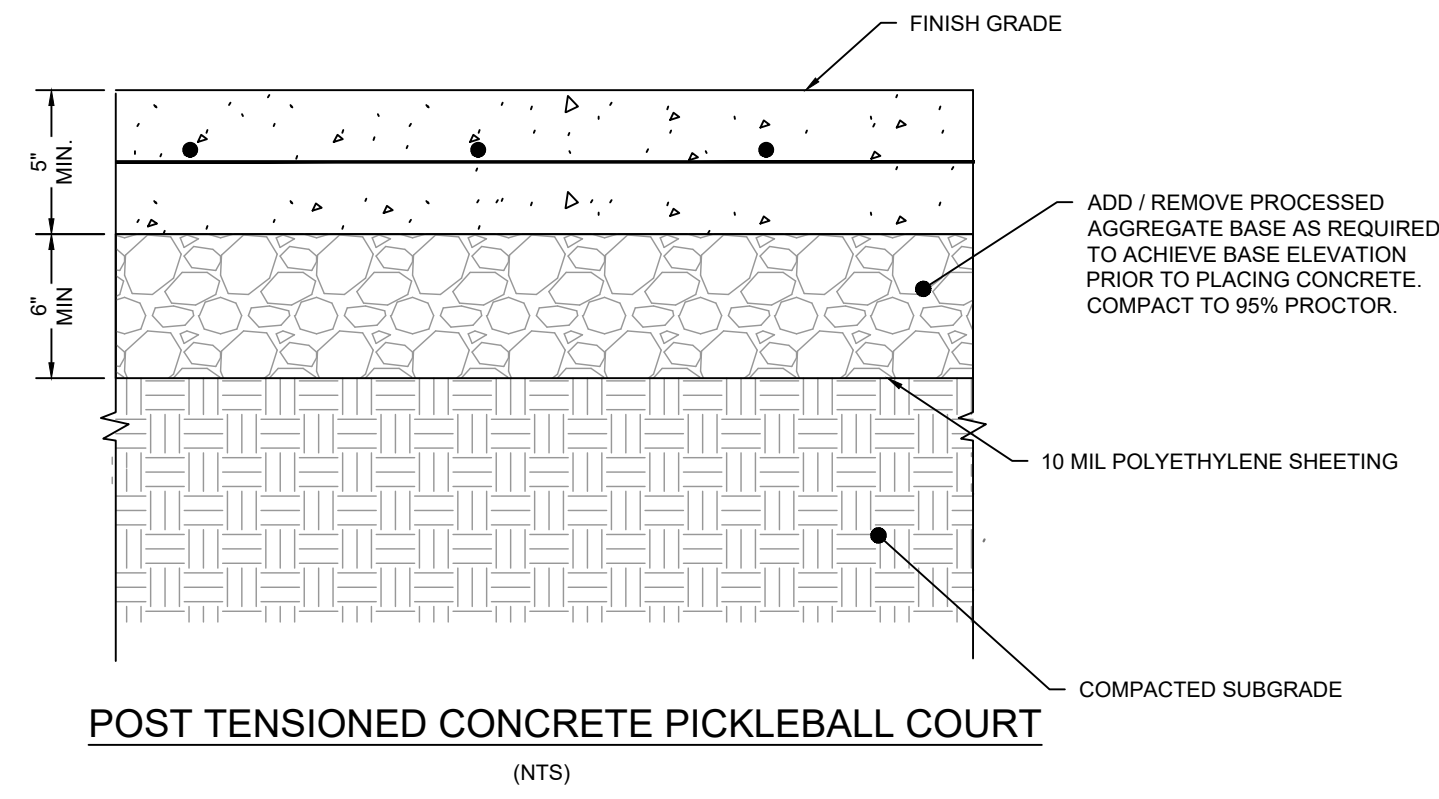 FINISH GRADE
5"
MIN.
6"
MIN
ADD / REMOVE PROCESSED
AGGREGATE BASE AS REQUIRED
TO ACHIEVE BASE ELEVATION
PRIOR TO PLACING CONCRETE.
COMPACT TO 95% PROCTOR.
10 MIL POLYETHYLENE SHEETING
COMPACTED SUBGRADE
POST TENSIONED CONCRETE PICKLEBALL COURT
(NTS)